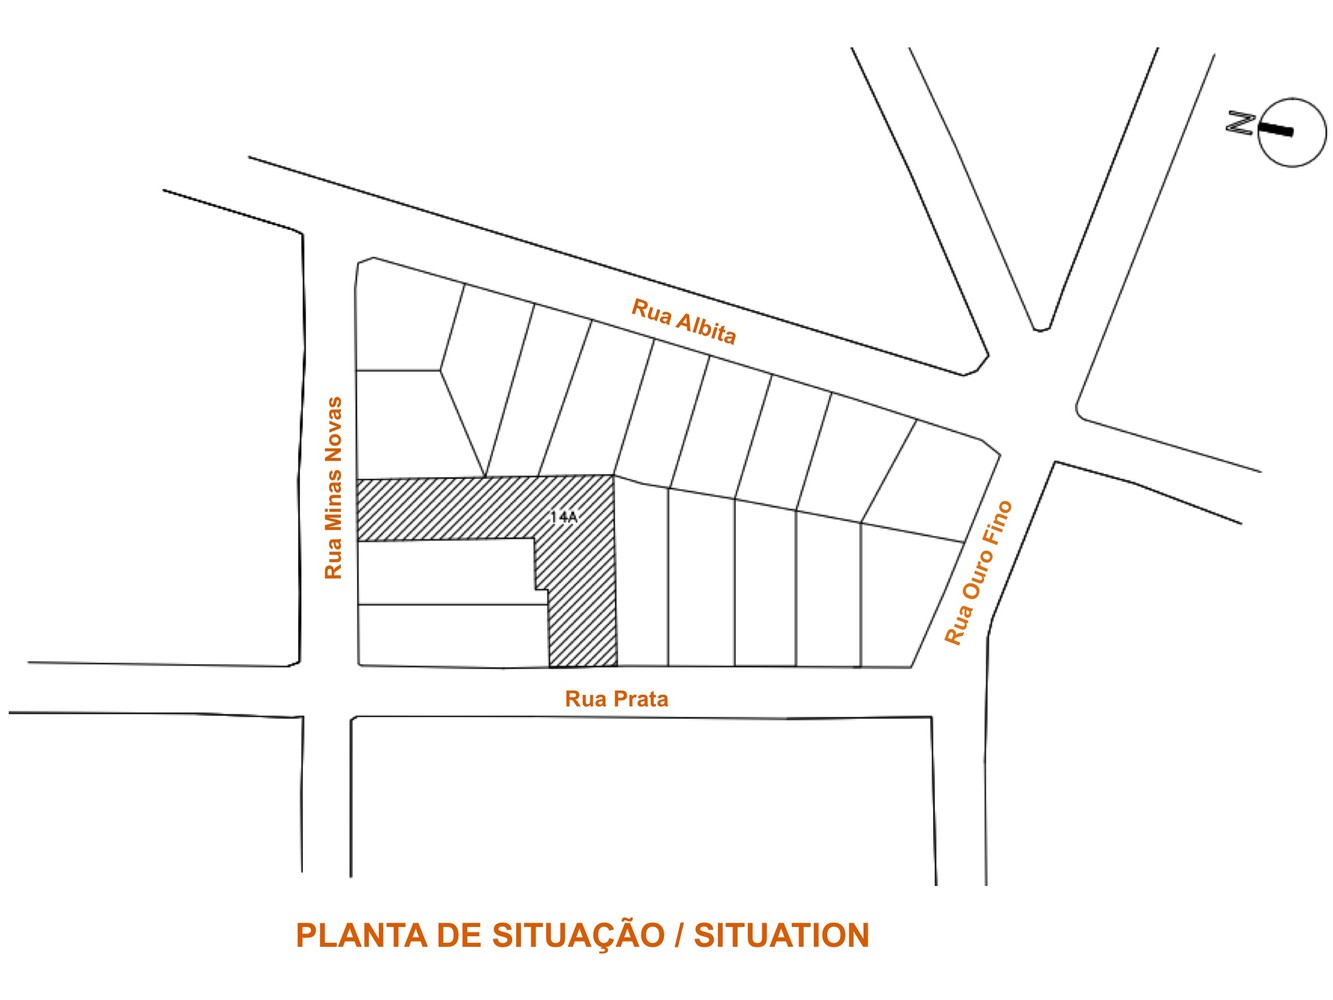 N
Rua Albita
Rua Minas Novas
14A
Rua Ouro Fino
Rua Prata
PLANTA DE SITUAÇÃO / SITUATION